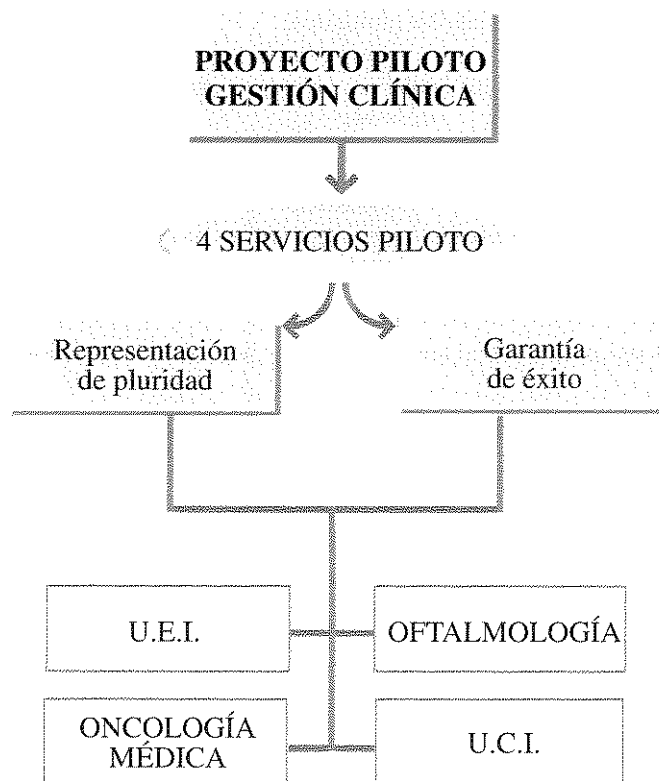 PROYECTO PILOTO
GESTIÓN CLÍNICA
4 SERVICIOS PILOTO
Representación
de pluridad
Garantía
de éxito
U.E.I.
OFTALMOLOGÍA
ONCOLOGÍA
MÉDICA
U.C.I.